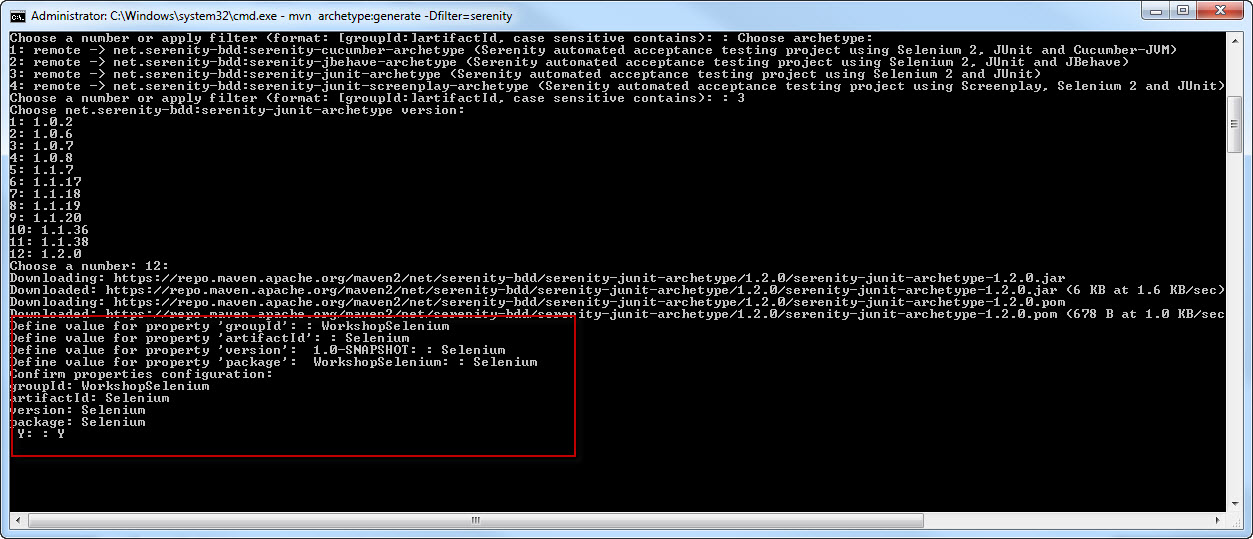 Administrator: C:\Windows\system32\cmd.exe - mvn  archetype:generate -Dfilter=serenity
Choose a number or apply filter (format: [groupId:]artifactId, case sensitive contains): : Choose archetype:
1: remote -> net.serenity-bdd:serenity-cucumber-archetype (Serenity automated acceptance testing project using Selenium 2, JUnit and Cucumber-JVM)
2: remote -> net.serenity-bdd:serenity-jbehave-archetype (Serenity automated acceptance testing project using Selenium 2, JUnit and JBehave)
3: remote -> net.serenity-bdd:serenity-junit-archetype (Serenity automated acceptance testing project using Selenium 2 and JUnit)
4: remote -> net.serenity-bdd:serenity-junit-screenplay-archetype (Serenity automated acceptance testing project using Screenplay, Selenium 2 and JUnit)
Choose a number or apply filter (format: [groupId:]artifactId, case sensitive contains): : 3
Choose net.serenity-bdd:serenity-junit-archetype version:
1: 1.0.2
2: 1.0.6
3: 1.0.7
4: 1.0.8
5: 1.1.7
6: 1.1.17
7: 1.1.18
8: 1.1.19
9: 1.1.20
10: 1.1.36
11: 1.1.38
12: 1.2.0
Choose a number: 12:
Downloading: https://repo.maven.apache.org/maven2/net/serenity-bdd/serenity-junit-archetype/1.2.0/serenity-junit-archetype-1.2.0.jar
Downloaded: https://repo.maven.apache.org/maven2/net/serenity-bdd/serenity-junit-archetype/1.2.0/serenity-junit-archetype-1.2.0.jar (6 KB at 1.6 KB/sec)
Downloading: https://repo.maven.apache.org/maven2/net/serenity-bdd/serenity-junit-archetype/1.2.0/serenity-junit-archetype-1.2.0.pom
Downloaded: https://repo.maven.apache.org/maven2/net/serenity-bdd/serenity-junit-archetype/1.2.0/serenity-junit-archetype-1.2.0.pom (678 B at 1.0 KB/sec
Define value for property 'groupId': : WorkshopSelenium
Define value for property 'artifactId': : Selenium
Define value for property 'version':  1.0-SNAPSHOT: : Selenium
Define value for property 'package':  WorkshopSelenium: : Selenium
Confirm properties configuration:
groupId: WorkshopSelenium
artifactId: Selenium
version: Selenium
package: Selenium
 Y: : Y